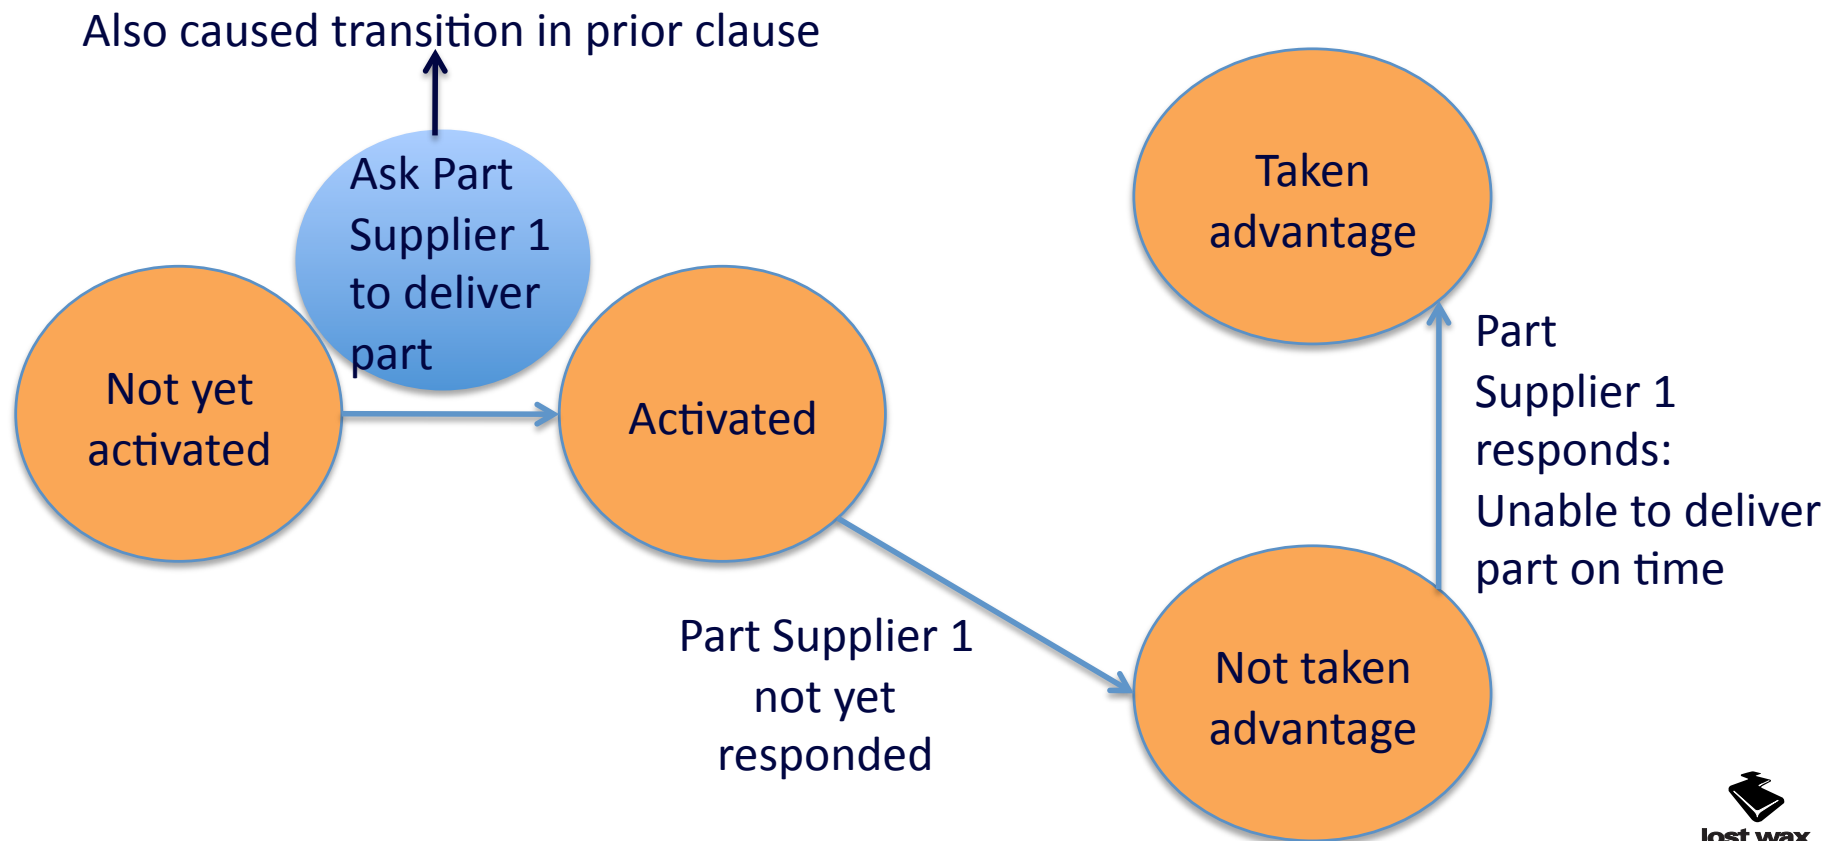 Also caused transition in prior clause
Ask Part
Supplier 1
to deliver
part
Not yet
activated
Activated
Part Supplier 1
not yet
responded
Taken
advantage
Part
Supplier 1
responds:
Unable to deliver
part on time
Not taken
advantage
lost wax